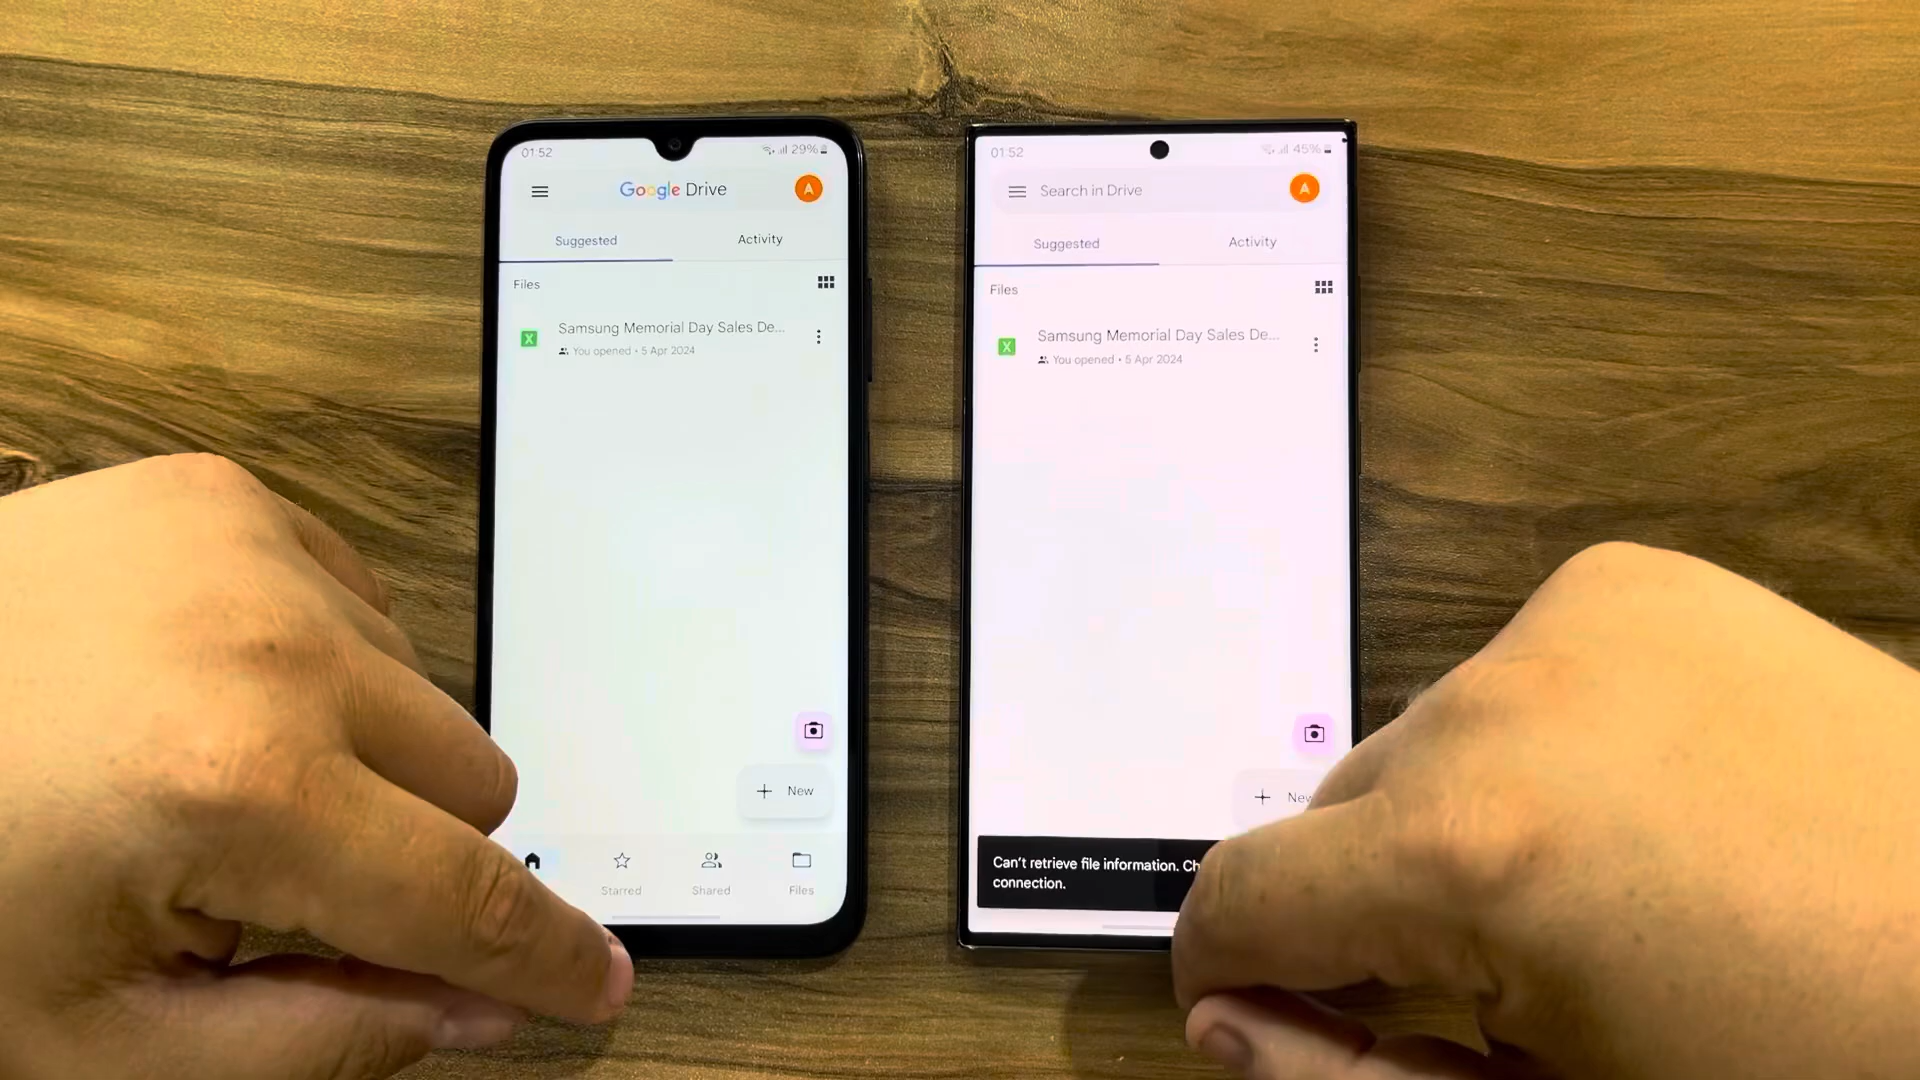 01:52
29%
Google Drive
A
Suggested
Activity
Files
Samsung Memorial Day Sales De...
You opened • 5 Apr 2024
New
Starred
Shared
Files
01:52
45%
Search in Drive
A
Suggested
Activity
Files
Samsung Memorial Day Sales De...
You opened • 5 Apr 2024
New
Can't retrieve file information. Ch
connection.